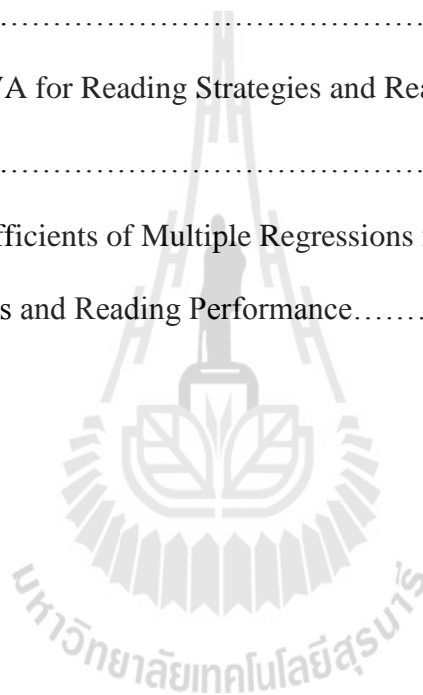 ……………………………………
VA for Reading Strategies and Rea
……………………………………
fficients of Multiple Regressions
s and Reading Performance……
มหาวิทยาลัยเทคโนโลยีสุรนารี